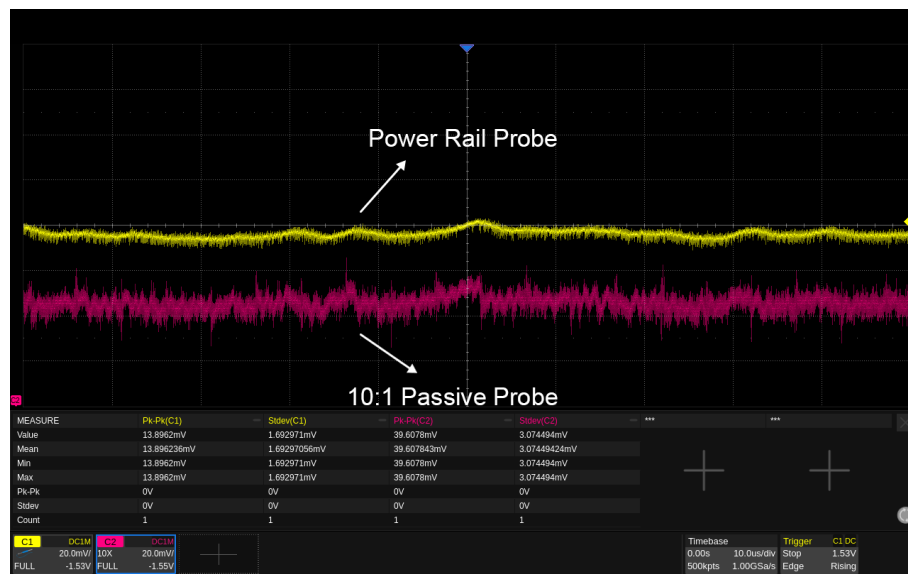 Power Rail Probe
10:1 Passive Probe
C2
MEASURE Pk-Pk(C1) Stdev(C1) Pk-Pk(C2) Stdev(C2) *** ***
Value 13.8962mV 1.692971mV 39.6078mV 3.074494mV
Mean 13.896236mV 1.69297056mV 39.607843mV 3.07449424mV
Min 13.8962mV 1.692971mV 39.6078mV 3.074494mV
Max 13.8962mV 1.692971mV 39.6078mV 3.074494mV
Pk-Pk 0V 0V 0V 0V
Stdev 0V 0V 0V 0V
Count 1 1 1 1
C1 DC1M C2 DC1M Timebase Trigger C1 DC
20.0mV/ 10X 20.0mV/ 0.00s 10.0us/div Stop 1.53V
FULL -1.53V FULL -1.55V 500kpts 1.00GSa/s Edge Rising